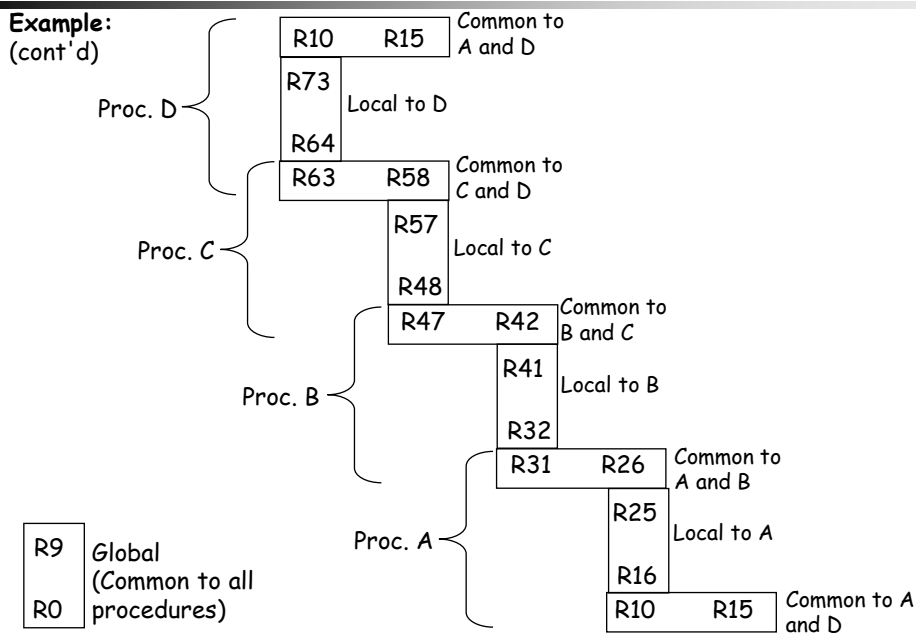 Example:
(cont'd)
R10 R15
Common to
A and D
R73
Proc. D
Local to D
R64
R63 R58
Common to
C and D
R57
Proc. C
Local to C
R48
R47 R42
Common to
B and C
R41
Proc. B
Local to B
R32
R31 R26
Common to
A and B
R25
Proc. A
Local to A
R16
R10 R15
Common to A
and D
R9
Global
(Common to all
procedures)
R0